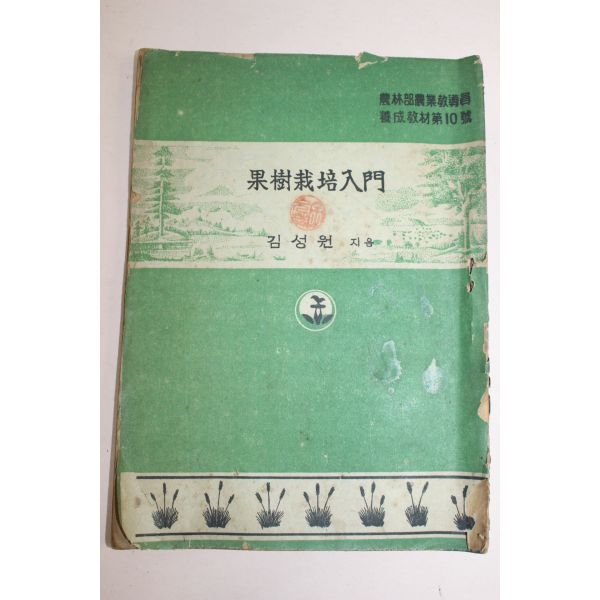 農林部農業敎導員
養成敎材第10號
果樹栽培入門
김성원 지음